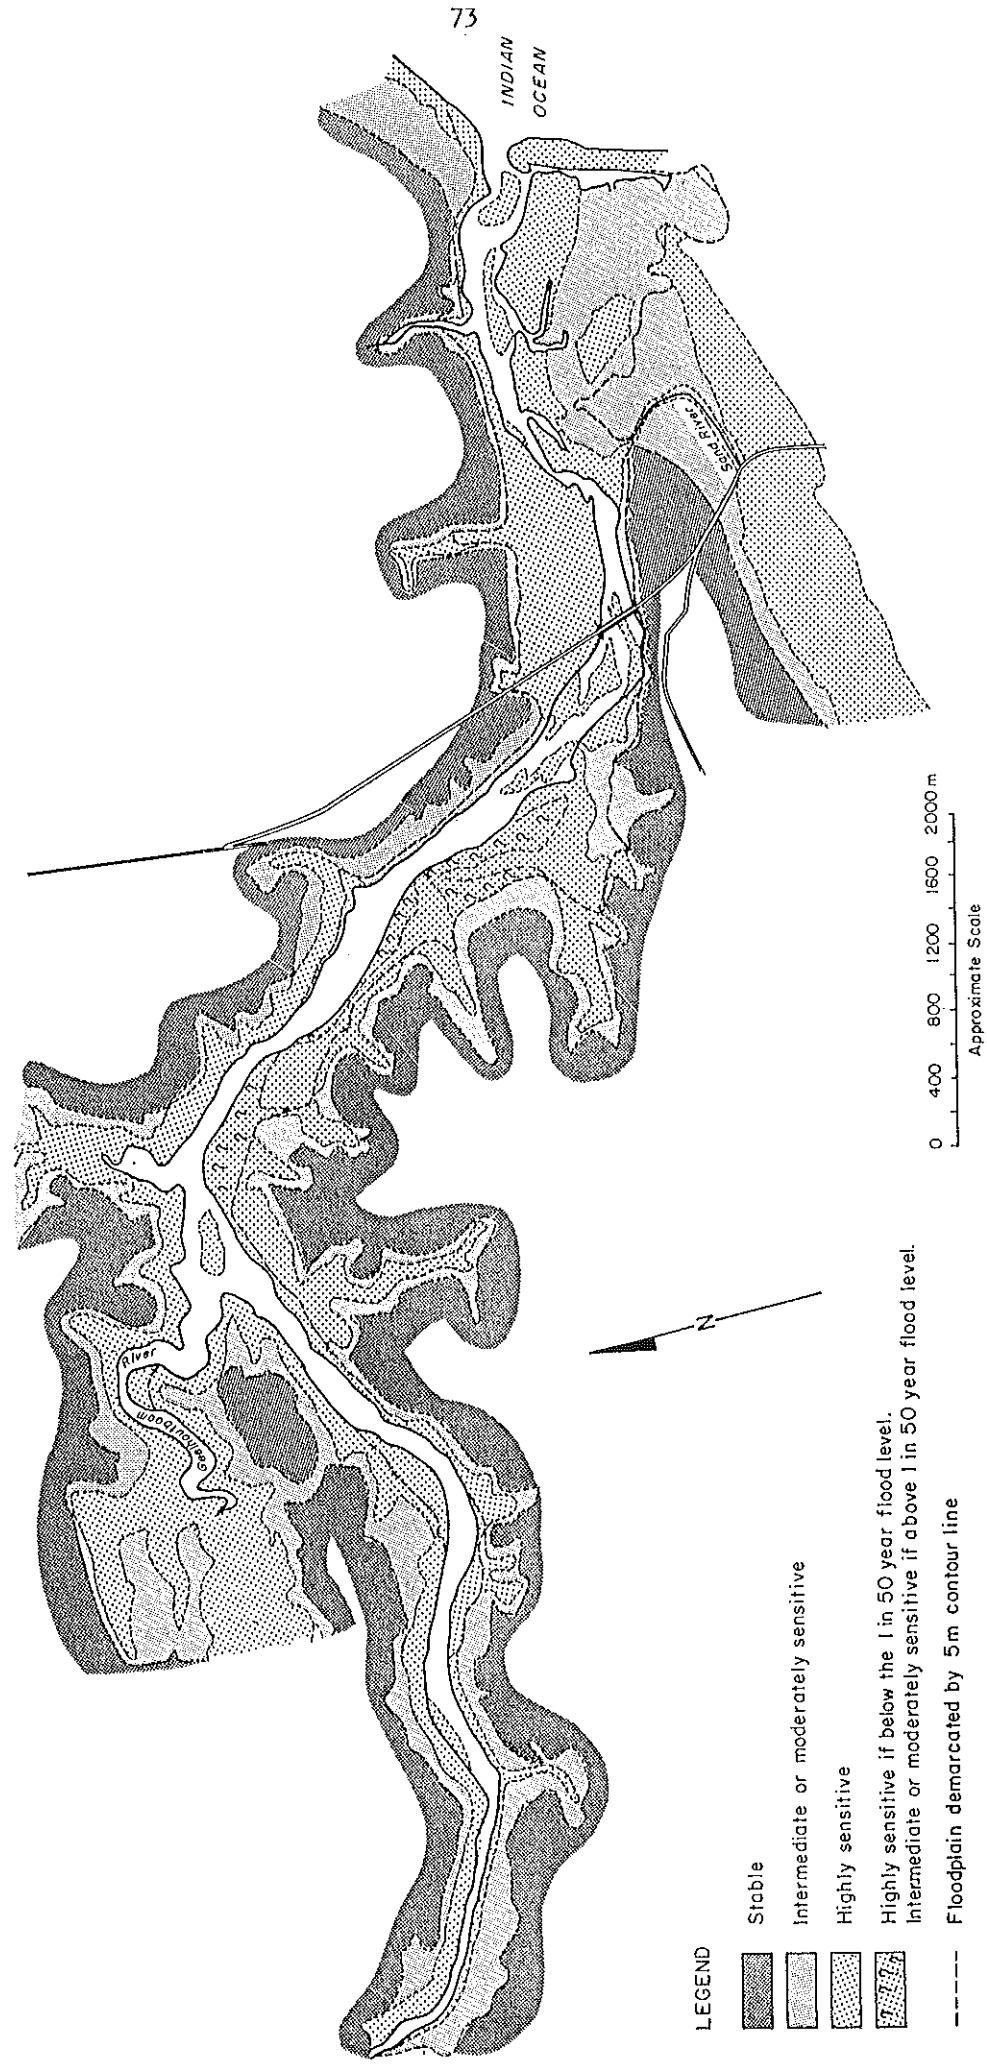 73
INDIAN
OCEAN
Sand River
River
Geelhoutboom
N
0 400 800 1200 1600 2000 m
Approximate Scale
LEGEND
Stable
Intermediate or moderately sensitive
Highly sensitive
Highly sensitive if below the 1 in 50 year flood level.
Intermediate or moderately sensitive if above 1 in 50 year flood level.
Floodplain demarcated by 5m contour line